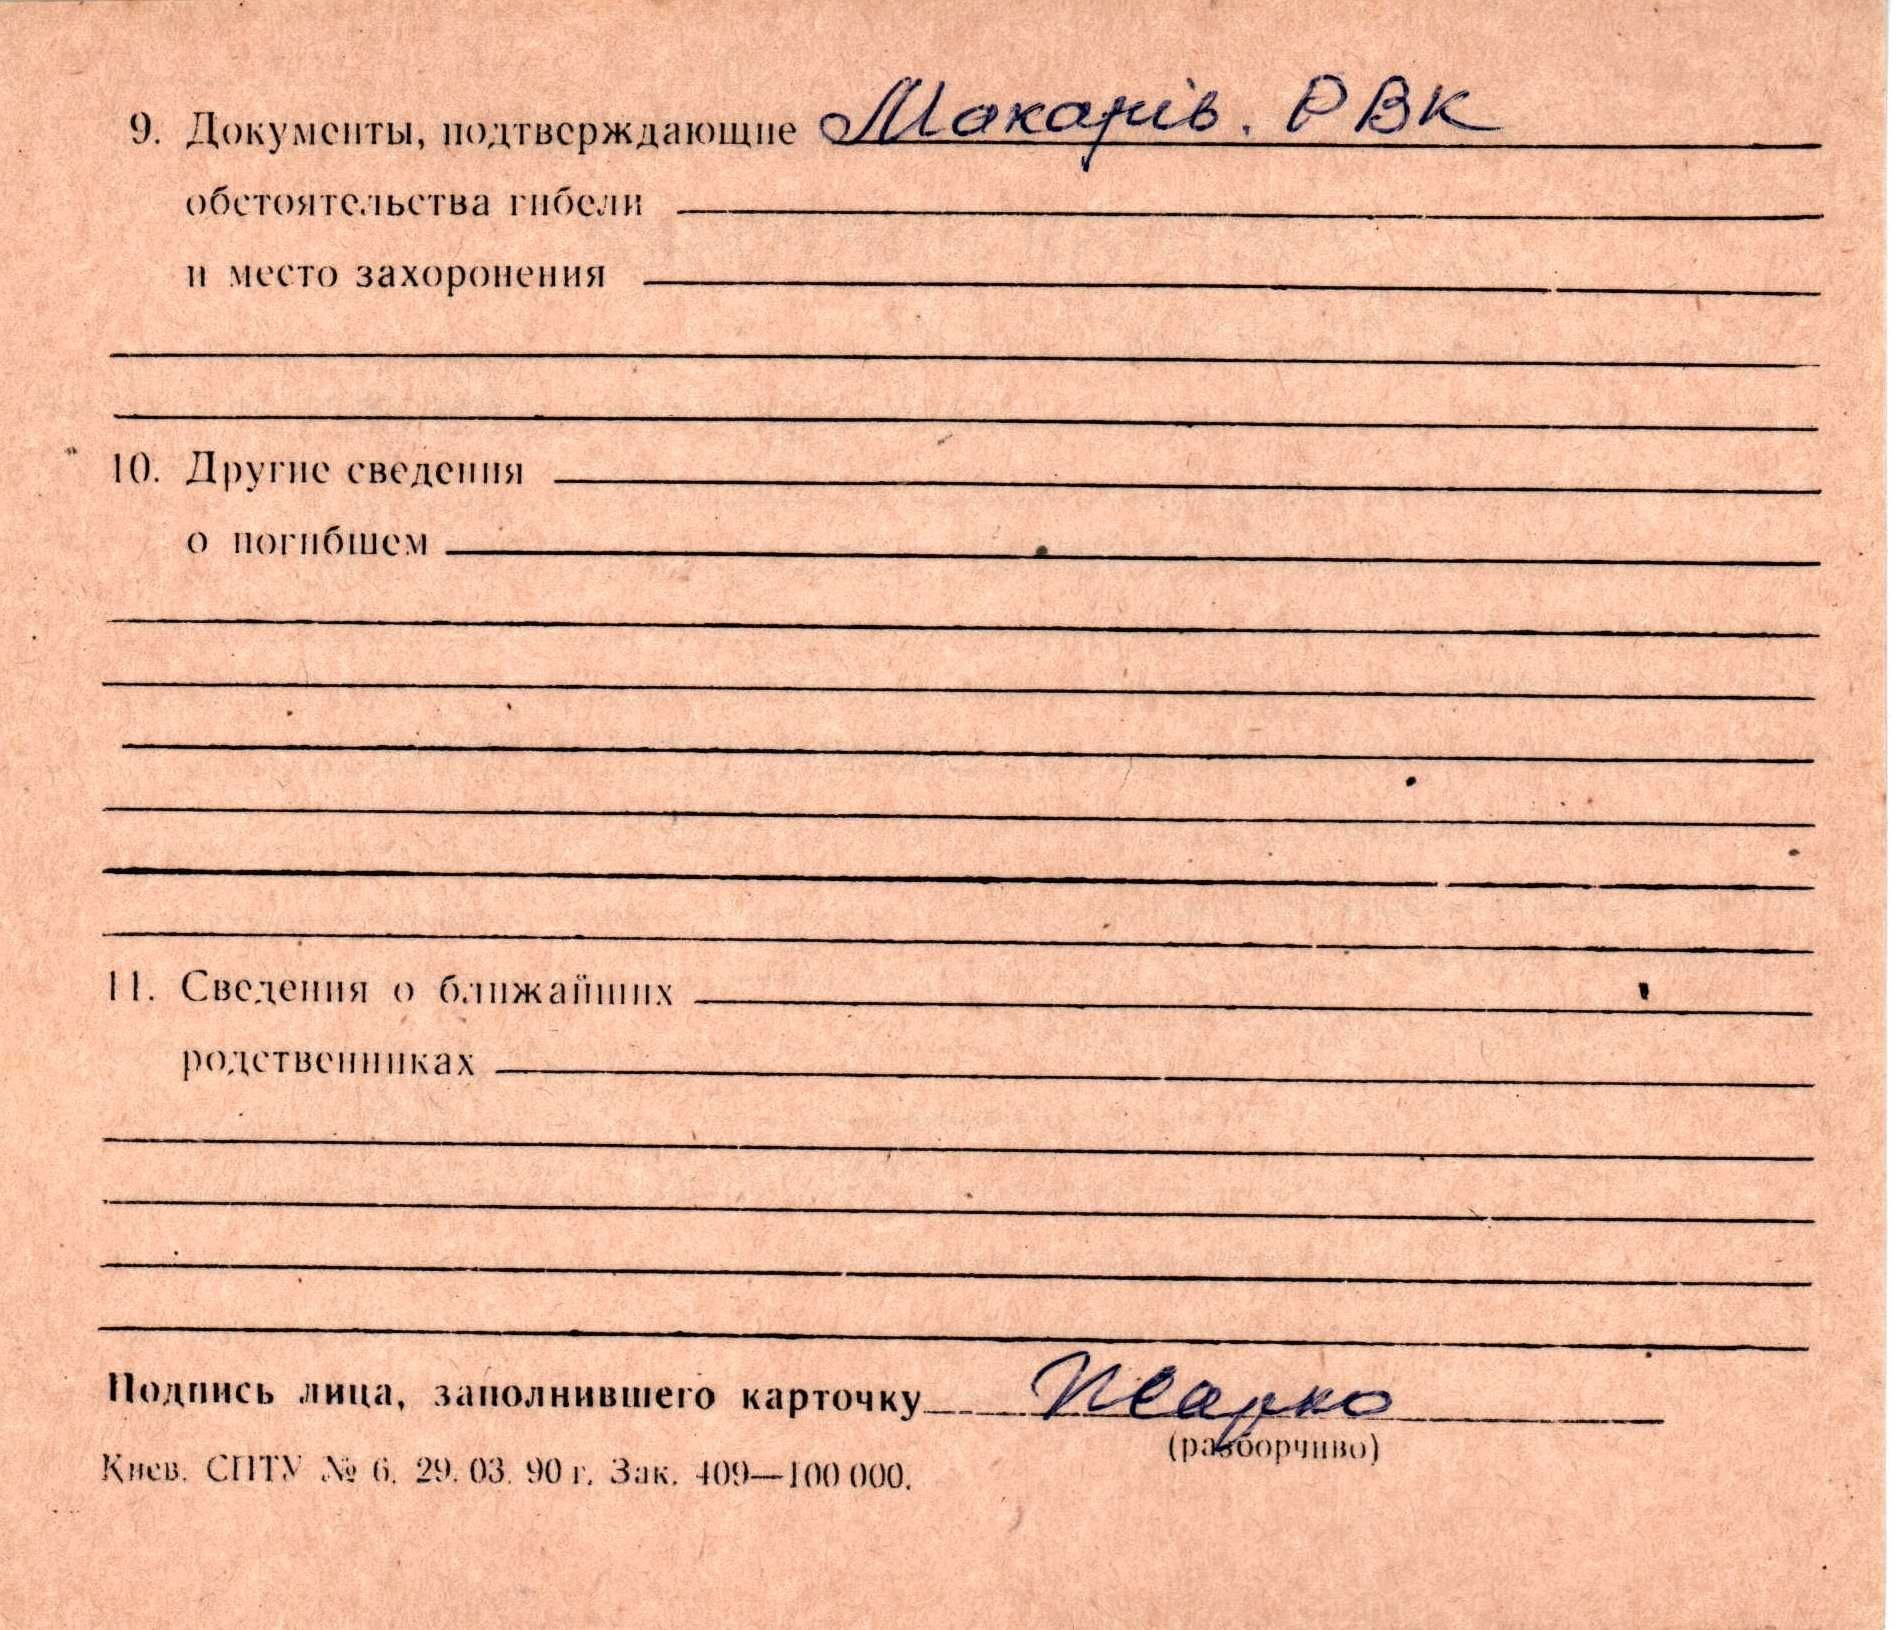 9. Документы, подтверждающие Макарів. РВК
обстоятельства гибели
и место захоронения
10. Другие сведения
о погибшем
11. Сведения о ближайших
родственниках
Подпись лица, заполнившего карточку
(разборчиво)
Киев. СПТУ № 6. 29. 03. 90 г. Зак. 409—100 000.